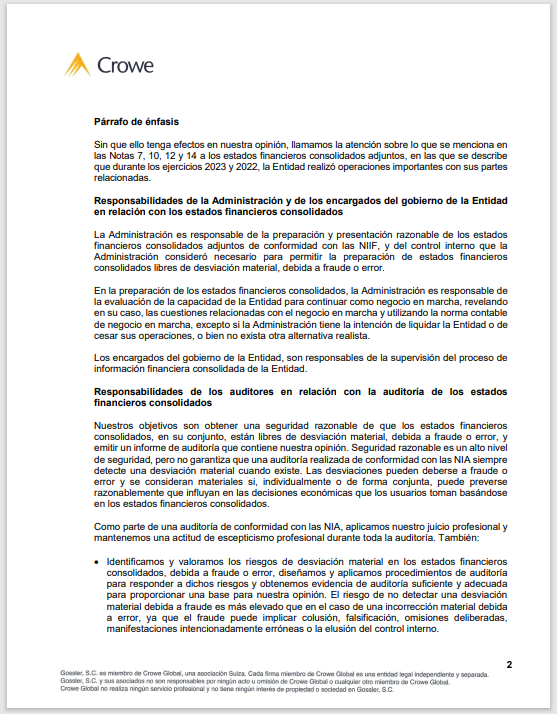 Crowe
Párrafo de énfasis
Sin que ello tenga efectos en nuestra opinión, llamamos la atención sobre lo que se menciona en
las Notas 7, 10, 12 y 14 a los estados financieros consolidados adjuntos, en las que se describe
que durante los ejercicios 2023 y 2022, la Entidad realizó operaciones importantes con sus partes
relacionadas.
Responsabilidades de la Administración y de los encargados del gobierno de la Entidad
en relación con los estados financieros consolidados
La Administración es responsable de la preparación y presentación razonable de los estados
financieros consolidados adjuntos de conformidad con las NIIF, y del control interno que la
Administración consideró necesario para permitir la preparación de estados financieros
consolidados libres de desviación material, debida a fraude o error.
En la preparación de los estados financieros consolidados, la Administración es responsable de
la evaluación de la capacidad de la Entidad para continuar como negocio en marcha, revelando
en su caso, las cuestiones relacionadas con el negocio en marcha y utilizando la norma contable
de negocio en marcha, excepto si la Administración tiene la intención de liquidar la Entidad o de
cesar sus operaciones, o bien no exista otra alternativa realista.
Los encargados del gobierno de la Entidad, son responsables de la supervisión del proceso de
información financiera consolidada de la Entidad.
Responsabilidades de los auditores en relación con la auditoría de los estados
financieros consolidados
Nuestros objetivos son obtener una seguridad razonable de que los estados financieros
consolidados, en su conjunto, están libres de desviación material, debida a fraude o error, y
emitir un informe de auditoría que contiene nuestra opinión. Seguridad razonable es un alto nivel
de seguridad, pero no garantiza que una auditoría realizada de conformidad con las NIA siempre
detecte una desviación material cuando existe. Las desviaciones pueden deberse a fraude o
error y se consideran materiales si, individualmente o de forma conjunta, puede preverse
razonablemente que influyan en las decisiones económicas que los usuarios toman basándose
en los estados financieros consolidados.
Como parte de una auditoría de conformidad con las NIA, aplicamos nuestro juicio profesional y
mantenemos una actitud de escepticismo profesional durante toda la auditoría. También:
• Identificamos y valoramos los riesgos de desviación material en los estados financieros
consolidados, debida a fraude o error, diseñamos y aplicamos procedimientos de auditoría
para responder a dichos riesgos y obtenemos evidencia de auditoría suficiente y adecuada
para proporcionar una base para nuestra opinión. El riesgo de no detectar una desviación
material debida a fraude es más elevado que en el caso de una incorrección material debida
a error, ya que el fraude puede implicar colusión, falsificación, omisiones deliberadas,
manifestaciones intencionadamente erróneas o la elusión del control interno.
2
Gossler, S.C. es miembro de Crowe Global, una asociación Suiza. Cada firma miembro de Crowe Global es una entidad legal independiente y separada.
Gossler, S.C. y sus asociados no son responsables por ningún acto u omisión de Crowe Global o cualquier otro miembro de Crowe Global.
Crowe Global no realiza ningún servicio profesional y no tiene ningún interés de propiedad o sociedad en Gossler, S.C.